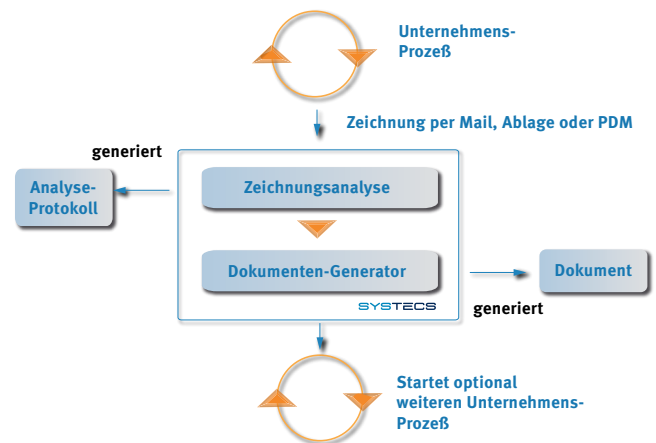 Unternehmens-
Prozeß
Zeichnung per Mail, Ablage oder PDM
generiert
Analyse-
Protokoll
Zeichnungsanalyse
Dokumenten-Generator
Dokument
SYSTECS
generiert
Startet optional
weiteren Unternehmens-
Prozeß